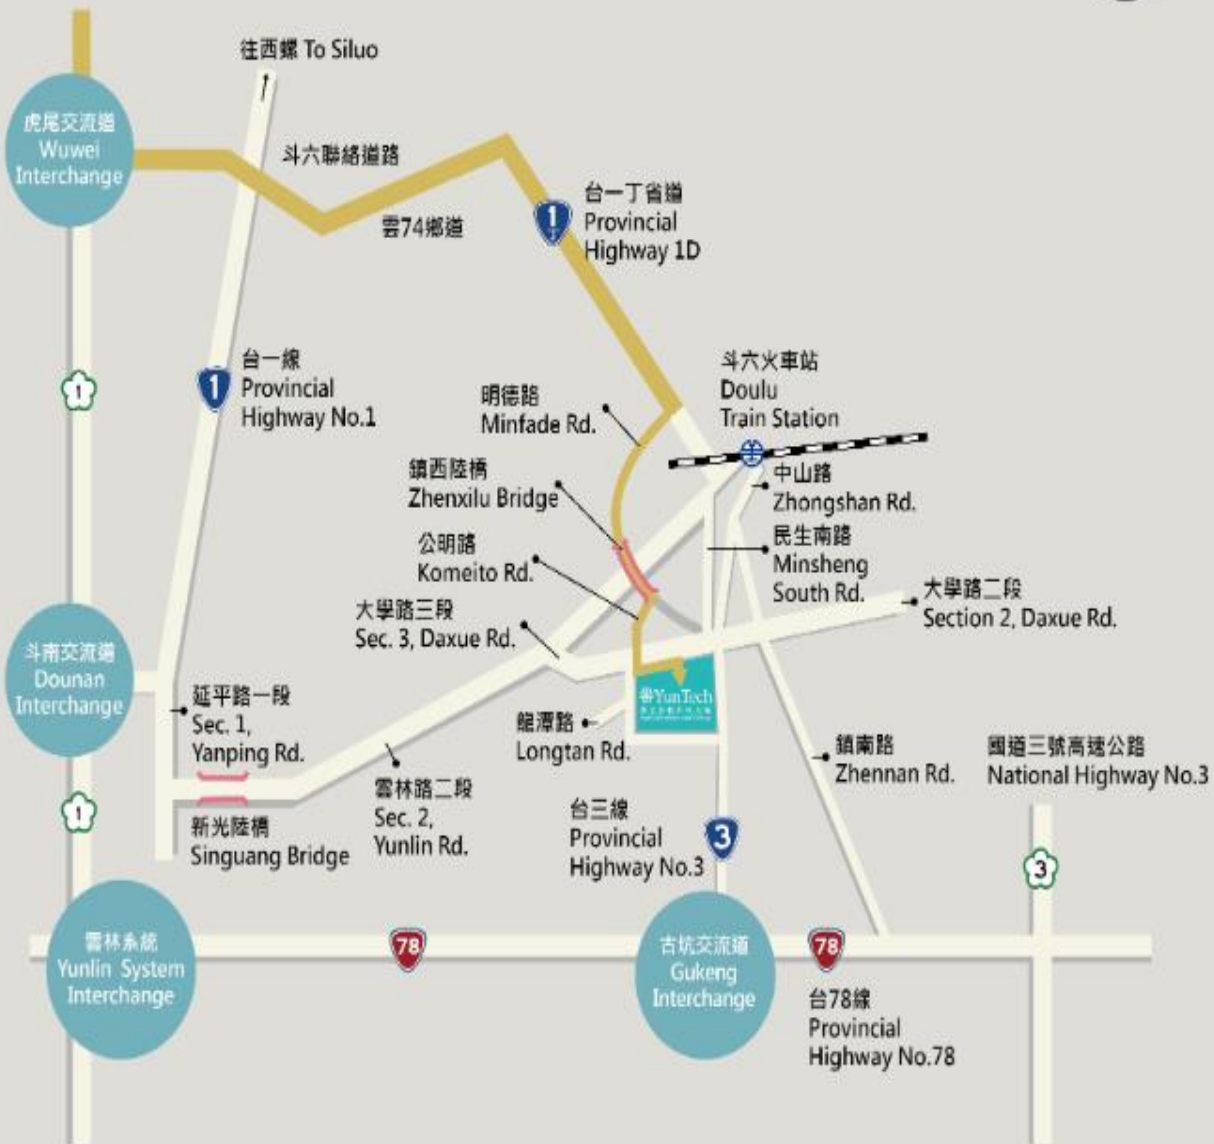 往西螺 To Siluo
虎尾交流道
Wuwei
Interchange
斗六聯絡道路
雲74鄉道
1
丁
台一丁省道
Provincial
Highway 1D
1
1
台一線
Provincial
Highway No.1
明德路
Minfade Rd.
斗六火車站
Doulu
Train Station
鎮西陸橋
Zhenxilu Bridge
中山路
Zhongshan Rd.
公明路
Komeito Rd.
民生南路
Minsheng
South Rd.
大學路三段
Sec. 3, Daxue Rd.
大學路二段
Section 2, Daxue Rd.
斗南交流道
Dounan
Interchange
延平路一段
Sec. 1,
Yanping Rd.
YunTech
龍潭路
Longtan Rd.
鎮南路
Zhennan Rd.
國道三號高速公路
National Highway No.3
1
新光陸橋
Singuang Bridge
雲林路二段
Sec. 2,
Yunlin Rd.
台三線
Provincial
Highway No.3
3
3
雲林系統
Yunlin System
Interchange
78
古坑交流道
Gukeng
Interchange
78
台78線
Provincial
Highway No.78